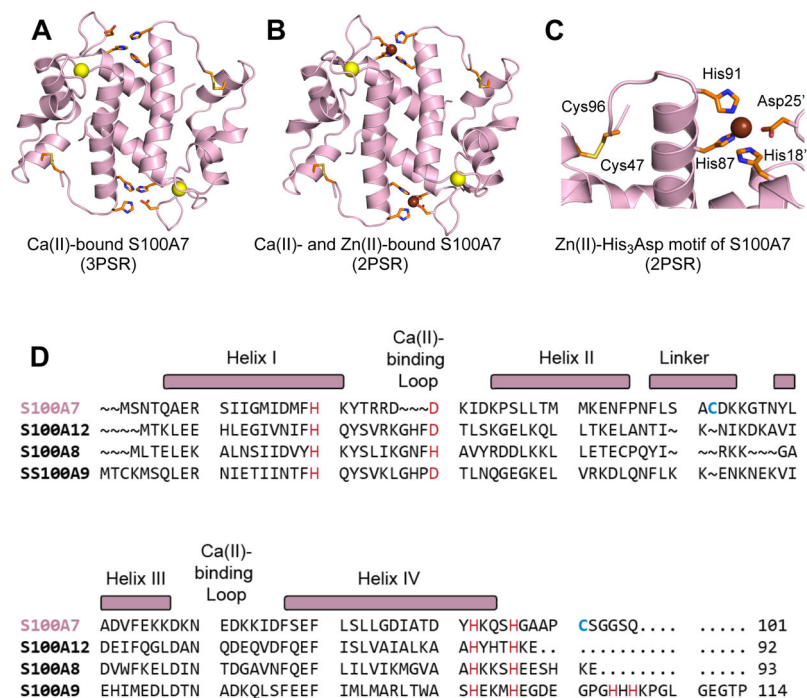 A
B
C
His91
Asp25'
Cys96
Cys47
His87
His18'
Ca(II)-bound S100A7
(3PSR)
Ca(II)- and Zn(II)-bound S100A7
(2PSR)
Zn(II)-His3Asp motif of S100A7
(2PSR)
D
Helix I
Ca(II)-
binding
Loop
Helix II
Linker
S100A7 ~~MSNTQAER SIIGMIDMFH KYTRRD~~~D KIDKPSLLTM MKENFPNFLS ACDKKGTNYL
S100A12 ~~~~MTKLEE HLEGIVNIFH QYSVRKGHFD TLSKGELKQL LTKELANTI~ K~NIKDKAVI
S100A8 ~~~MLTELEK ALNSIIDVYH KYSLIKGNFH AVYRDDLKKL LETECPQYI~ ~~RKK~~~GA
SS100A9 MTCKMSQLER NIETIINTFH QYSVKLGHPD TLNQGEGKEL VRKDLQNFLK K~ENKNEKVI
Helix III
Ca(II)-
binding
Loop
Helix IV
S100A7 ADVFEKKDKN EDKKIDFSEF LSLLGDIATD YHKQSHGAAP CSGGSQ.... ..... 101
S100A12 DEIFQGLDAN QDEQVDFQEF ISLVAIALKA AHYHTHKE.. .......... ..... 92
S100A8 DVWFKELDIN TDGAVNFQEF LILVIKMGVA AHKKSHEESH KE........ ..... 93
S100A9 EHIMEDLDTN ADKQLSFEEF IMLMARLTWA SHEKMHEGDE GPGHHHKPGL GEGTP 114